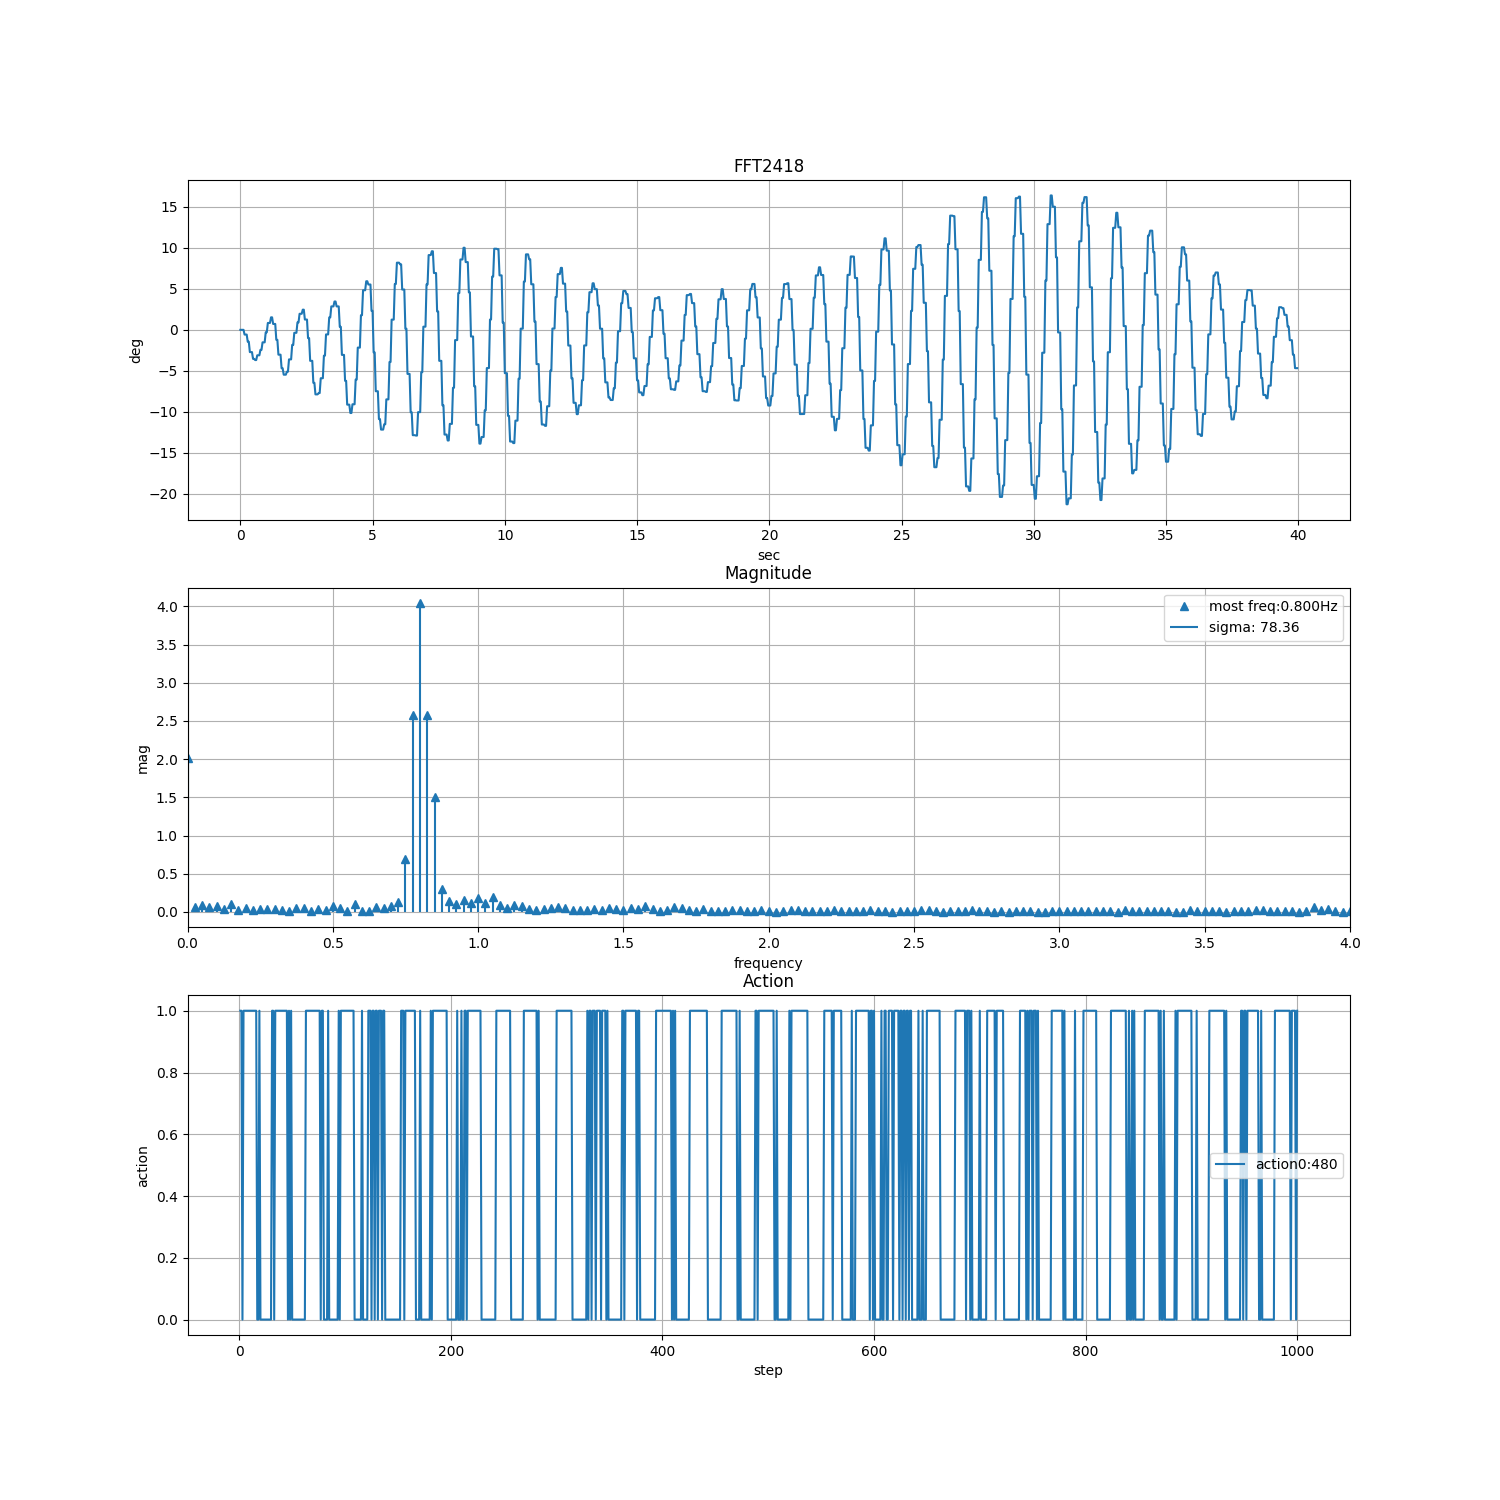 FFT2418
15
10
5
0
−5
−10
−15
−20
deg
0 5 10 15 20 25 30 35 40
sec
Magnitude
4.0
3.5
3.0
2.5
2.0
1.5
1.0
0.5
0.0
mag
most freq:0.800Hz
sigma: 78.36
0.0 0.5 1.0 1.5 2.0 2.5 3.0 3.5 4.0
frequency
Action
1.0
0.8
0.6
0.4
0.2
0.0
action
action0:480
0 200 400 600 800 1000
step